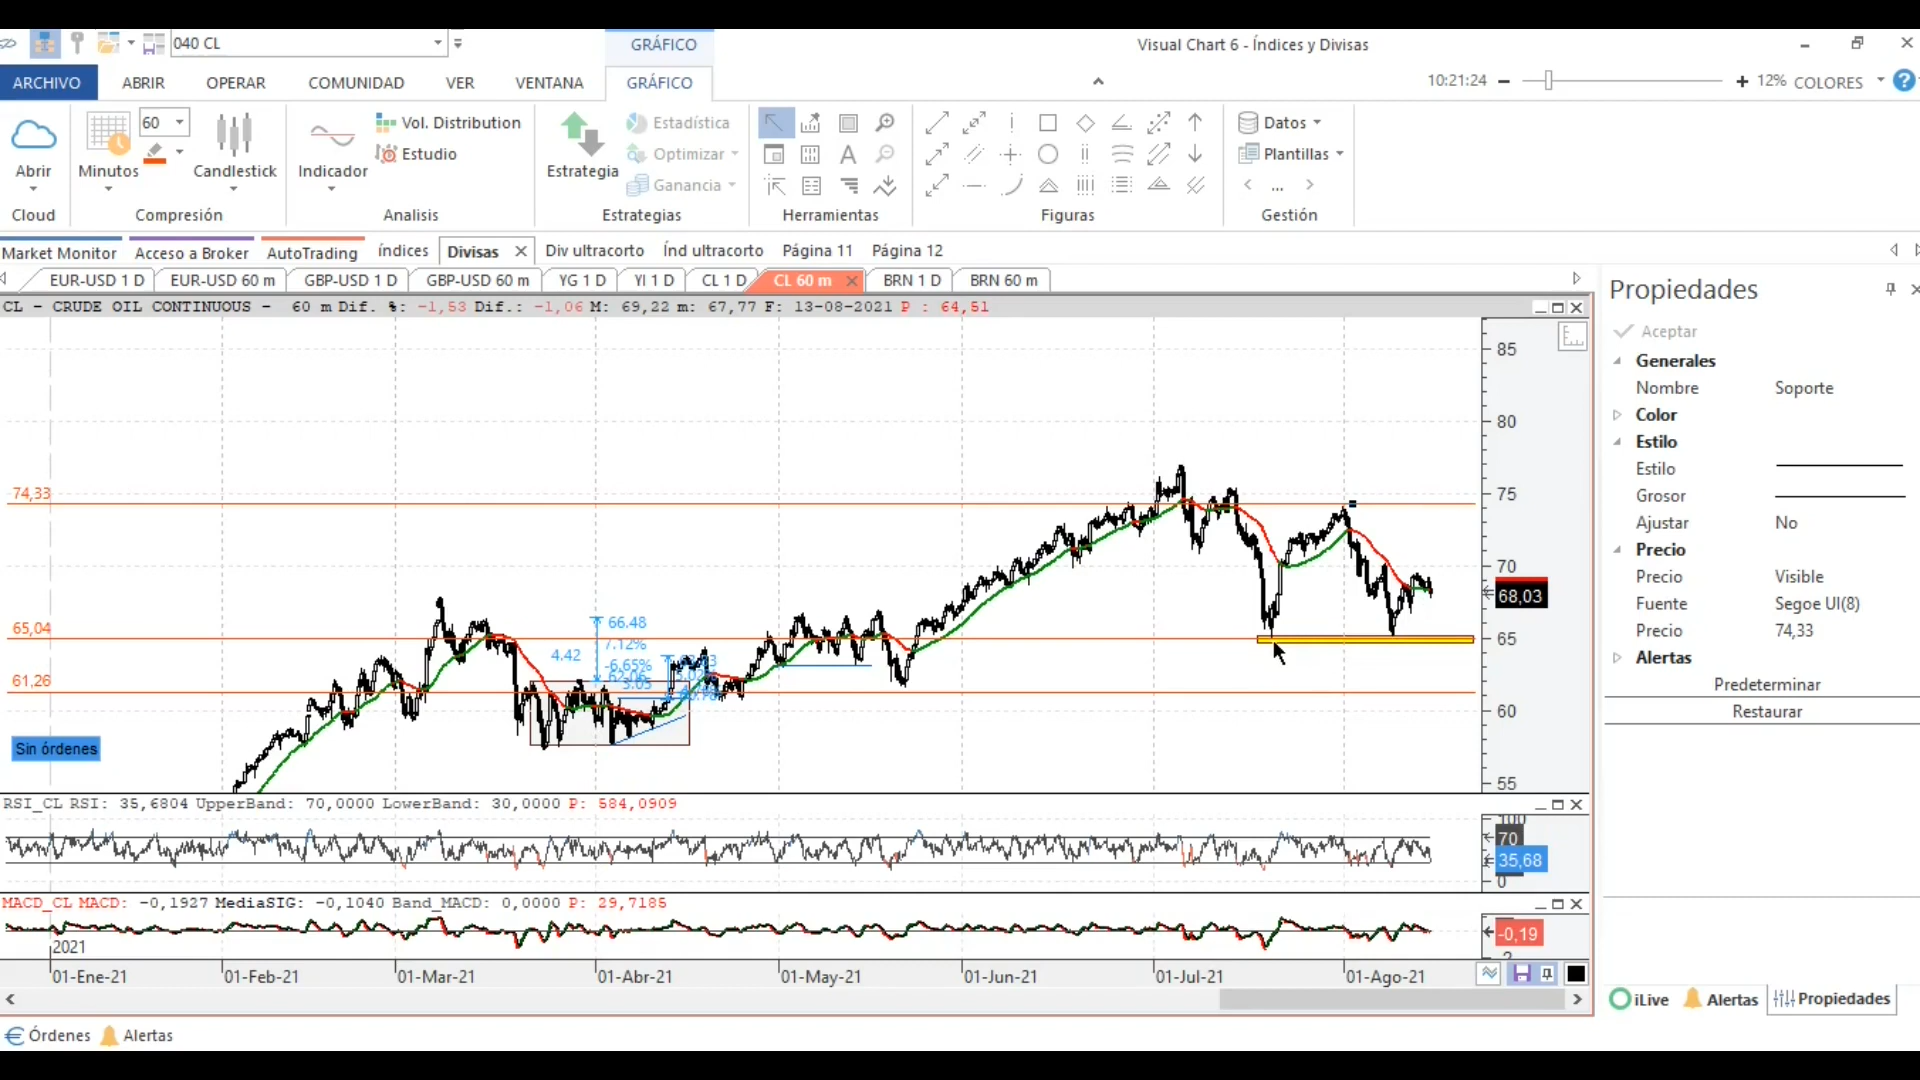 040 CL
GRÁFICO
Visual Chart 6 - Índices y Divisas
ARCHIVO ABRIR OPERAR COMUNIDAD VER VENTANA GRÁFICO
10:21:24 12% COLORES
60
Minutos
Candlestick
Indicador
Vol. Distribution
Estudio
Estrategia
Estadística
Optimizar
Ganancia
Datos
Plantillas
...
Abrir
Cloud Compresión Analisis Estrategias Herramientas Figuras Gestión
Market Monitor Acceso a Broker AutoTrading índices Divisas Div ultracorto Índ ultracorto Página 11 Página 12
EUR-USD 1 D EUR-USD 60 m GBP-USD 1 D GBP-USD 60 m YG 1 D YI 1 D CL 1 D CL 60 m BRN 1 D BRN 60 m
CL - CRUDE OIL CONTINUOUS - 60 m Dif. %: -1,53 Dif.: -1,06 M: 69,22 m: 67,77 F: 13-08-2021 P : 64,51
85
80
75
70
68,03
65
60
55
74,33
65,04
61,26
66.48
7.12%
4.42
-6.65%
62.06
3.05
Sin órdenes
RSI_CL RSI: 35,6804 UpperBand: 70,0000 LowerBand: 30,0000 P: 584,0909
100
70
35,68
0
MACD_CL MACD: -0,1927 MediaSIG: -0,1040 Band_MACD: 0,0000 P: 29,7185
-0,19
-2
2021
01-Ene-21 01-Feb-21 01-Mar-21 01-Abr-21 01-May-21 01-Jun-21 01-Jul-21 01-Ago-21
Propiedades
Aceptar
Generales
Nombre Soporte
Color
Estilo
Estilo
Grosor
Ajustar No
Precio
Precio Visible
Fuente Segoe UI(8)
Precio 74,33
Alertas
Predeterminar
Restaurar
iLive Alertas Propiedades
Órdenes Alertas